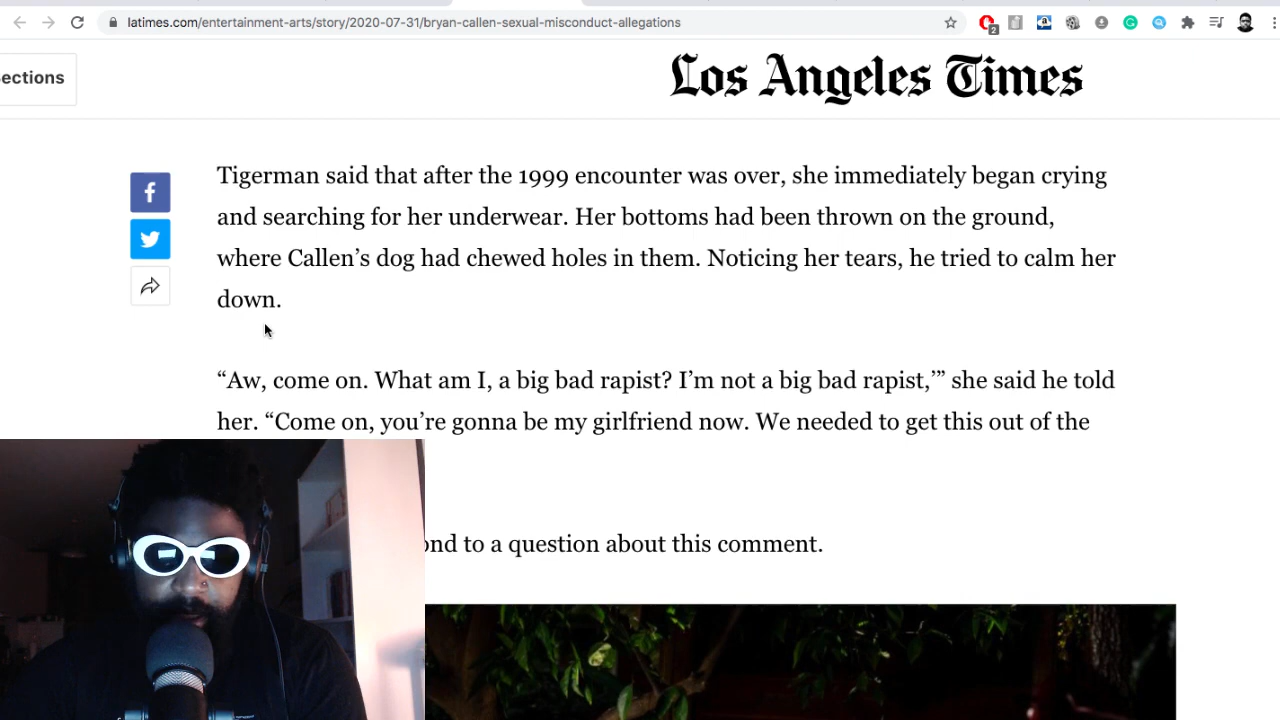 latimes.com/entertainment-arts/story/2020-07-31/bryan-callen-sexual-misconduct-allegations
2
ections
Los Angeles Times
Tigerman said that after the 1999 encounter was over, she immediately began crying
and searching for her underwear. Her bottoms had been thrown on the ground,
where Callen’s dog had chewed holes in them. Noticing her tears, he tried to calm her
down.
“Aw, come on. What am I, a big bad rapist? I’m not a big bad rapist,’” she said he told
her. “Come on, you’re gonna be my girlfriend now. We needed to get this out of the
ond to a question about this comment.